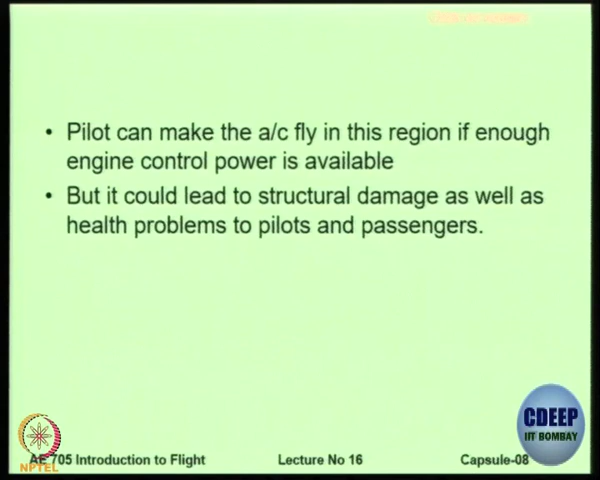 • Pilot can make the a/c fly in this region if enough
engine control power is available
• But it could lead to structural damage as well as
health problems to pilots and passengers.
CDEEP
IIT BOMBAY
NPTEL
AE 705 Introduction to Flight
Lecture No 16
Capsule-08